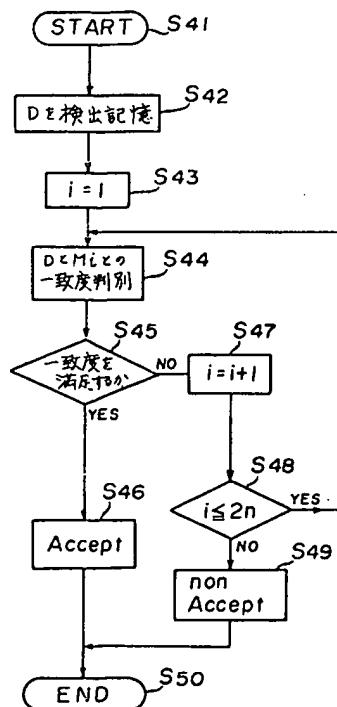 START
S41
Dを検出記憶
S42
i = 1
S43
DとMiとの
一致度判別
S44
一致度を
満足するか
S45
NO
YES
S47
i=i+1
S48
i≦2n
YES
NO
S46
Accept
S49
non
Accept
END
S50